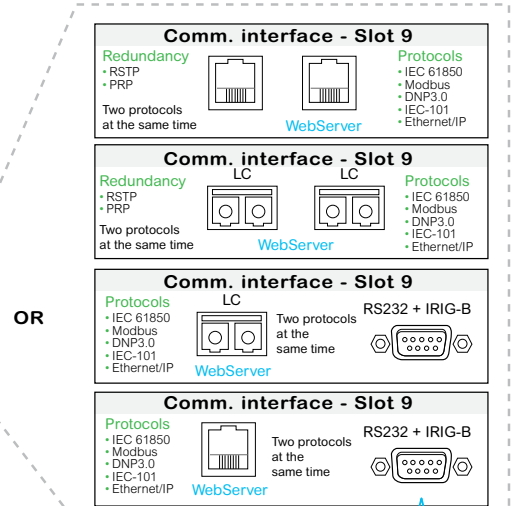 Comm. interface - Slot 9
Redundancy
• RSTP
• PRP
Two protocols
at the same time
WebServer
Protocols
• IEC 61850
• Modbus
• DNP3.0
• IEC-101
• Ethernet/IP
Comm. interface - Slot 9
LC
LC
Redundancy
• RSTP
• PRP
Two protocols
at the same time
WebServer
Protocols
• IEC 61850
• Modbus
• DNP3.0
• IEC-101
• Ethernet/IP
OR
Comm. interface - Slot 9
Protocols
• IEC 61850
• Modbus
• DNP3.0
• IEC-101
• Ethernet/IP
LC
WebServer
Two protocols
at the
same time
RS232 + IRIG-B
Comm. interface - Slot 9
Protocols
• IEC 61850
• Modbus
• DNP3.0
• IEC-101
• Ethernet/IP
WebServer
Two protocols
at the
same time
RS232 + IRIG-B